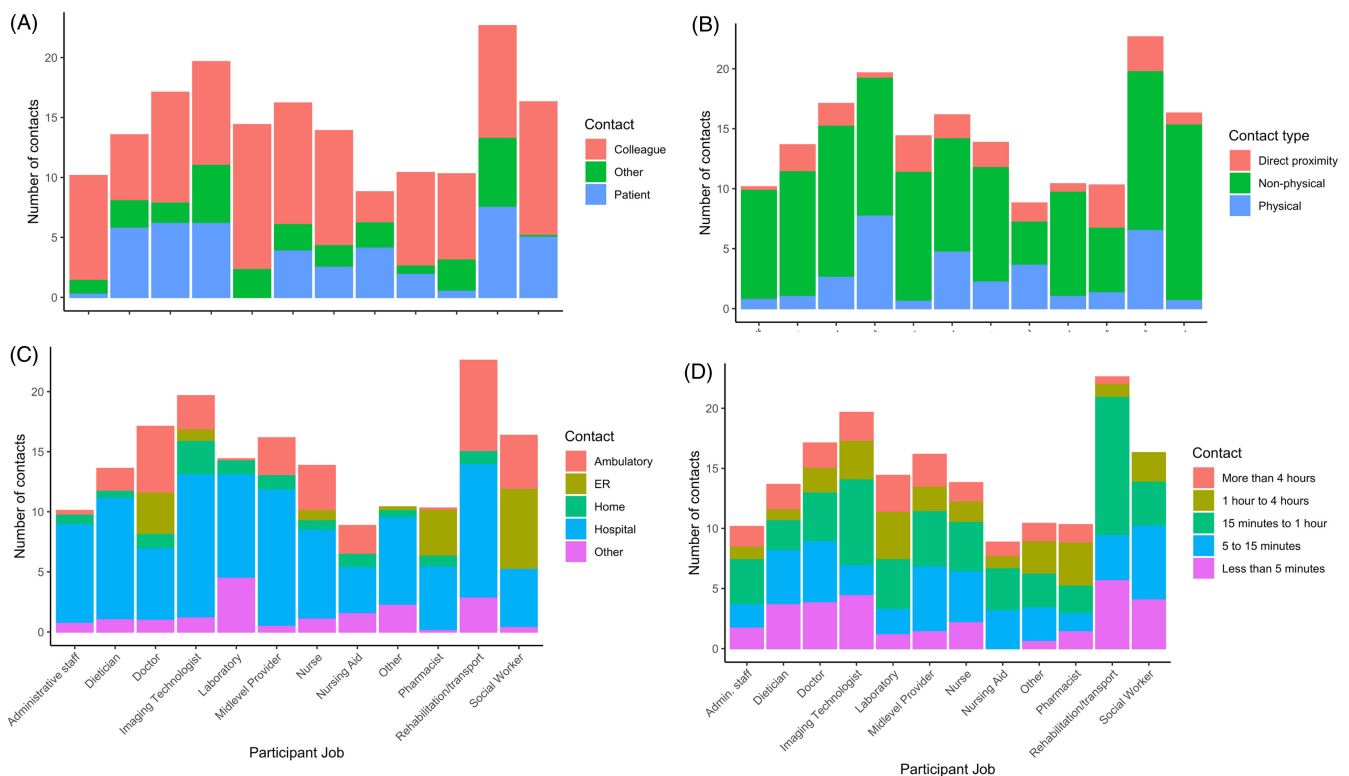 (A)
20
15
10
5
0
Number of contacts
Contact
Colleague
Other
Patient
(B)
20
15
10
5
0
Number of contacts
Contact type
Direct proximity
Non-physical
Physical
(C)
20
15
10
5
0
Number of contacts
Contact
Ambulatory
ER
Home
Hospital
Other
Administrative staff
Dietician
Doctor
Imaging Technologist
Laboratory
Midlevel Provider
Nurse
Nursing Aid
Other
Pharmacist
Rehabilitation/transport
Social Worker
Participant Job
(D)
20
15
10
5
0
Number of contacts
Contact
More than 4 hours
1 hour to 4 hours
15 minutes to 1 hour
5 to 15 minutes
Less than 5 minutes
Admin staff
Dietician
Doctor
Imaging Technologist
Laboratory
Midlevel Provider
Nurse
Nursing Aid
Other
Pharmacist
Rehabilitation/transport
Social Worker
Participant Job